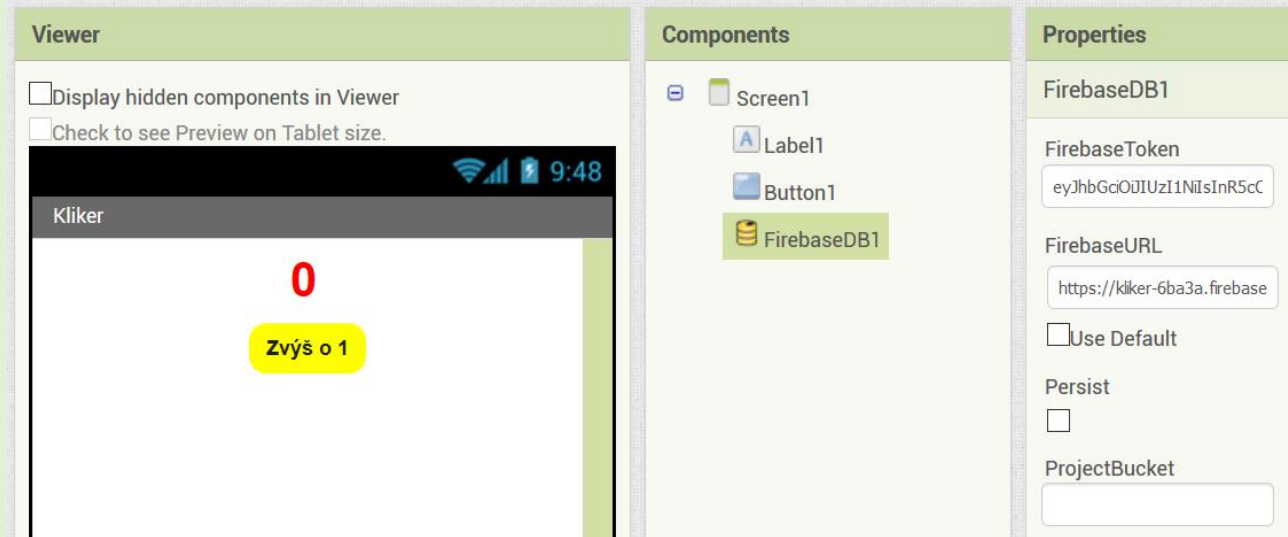 Viewer
Display hidden components in Viewer
Check to see Preview on Tablet size.
9:48
Kliker
0
Zvýš o 1
Components
Screen1
A Label1
Button1
FirebaseDB1
Properties
FirebaseDB1
FirebaseToken
eyJhbGciOiJIUzI1NiIsInR5cC
FirebaseURL
https://kliker-6ba3a.firebase
Use Default
Persist
ProjectBucket